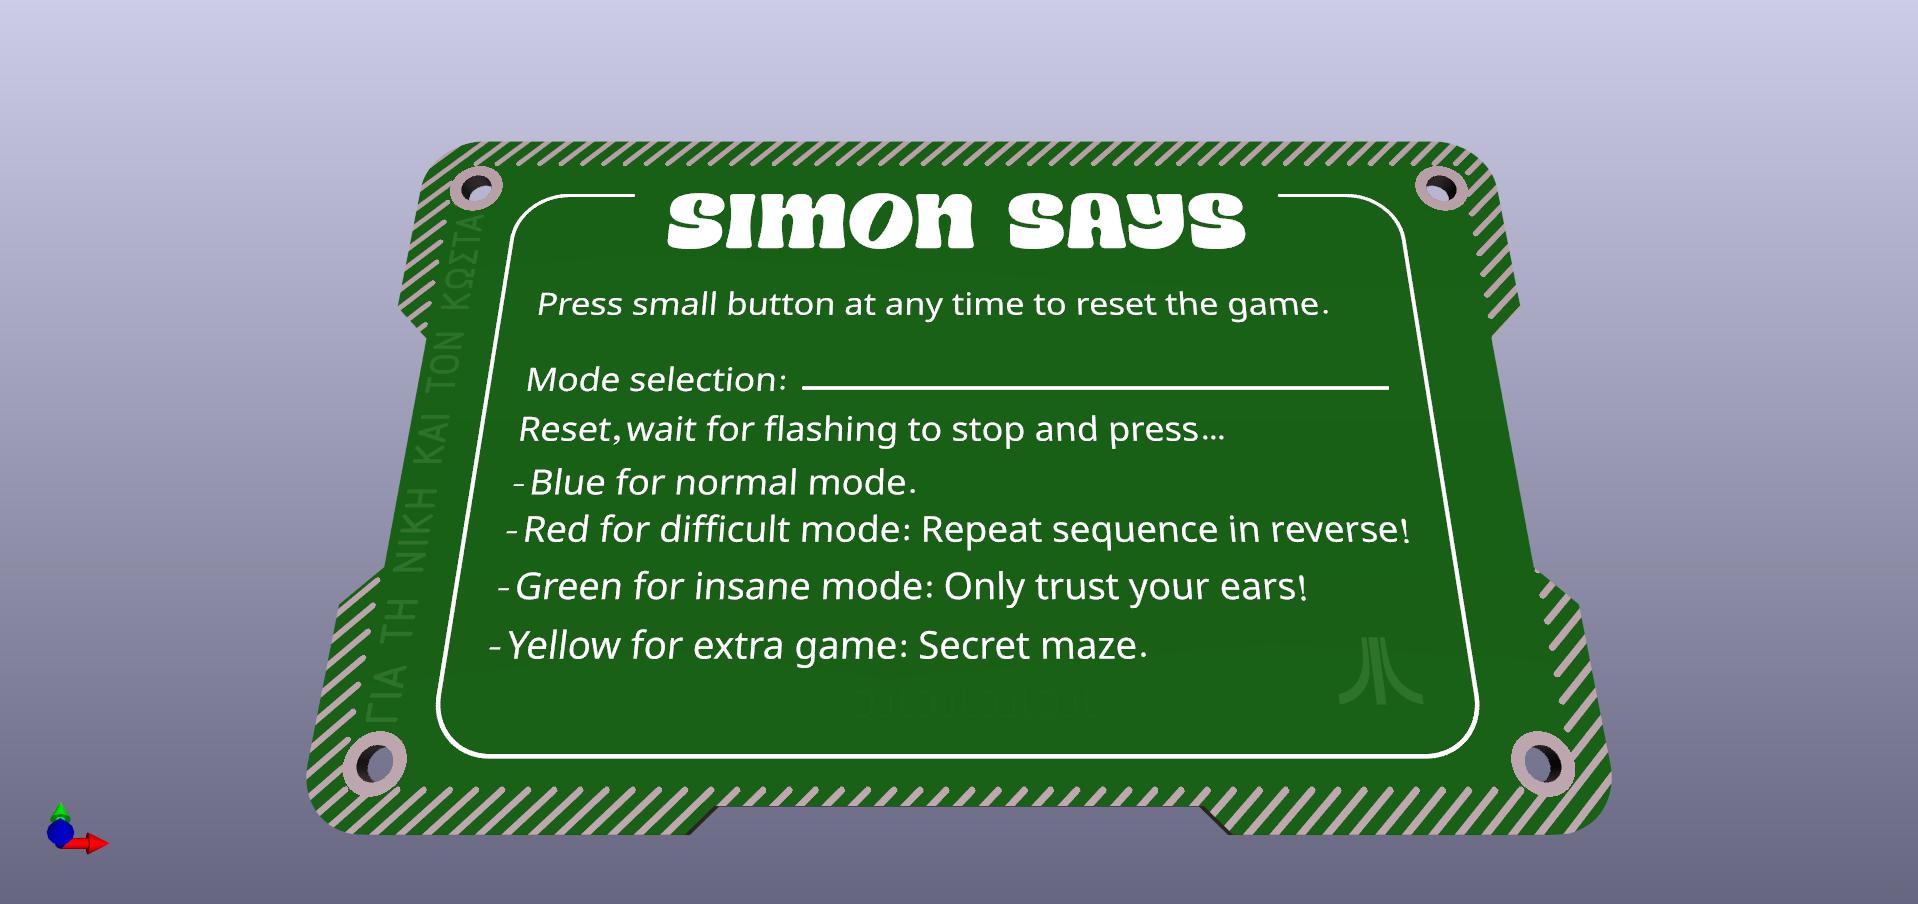 SIMON SAYS
Press small button at any time to reset the game.
Mode selection:
Reset, wait for flashing to stop and press...
-Blue for normal mode.
-Red for difficult mode: Repeat sequence in reverse!
-Green for insane mode: Only trust your ears!
-Yellow for extra game: Secret maze.
ΓΙΑ ΤΗ ΝΙΚΗ ΚΑΙ ΤΟΝ ΚΩΣΤΑ